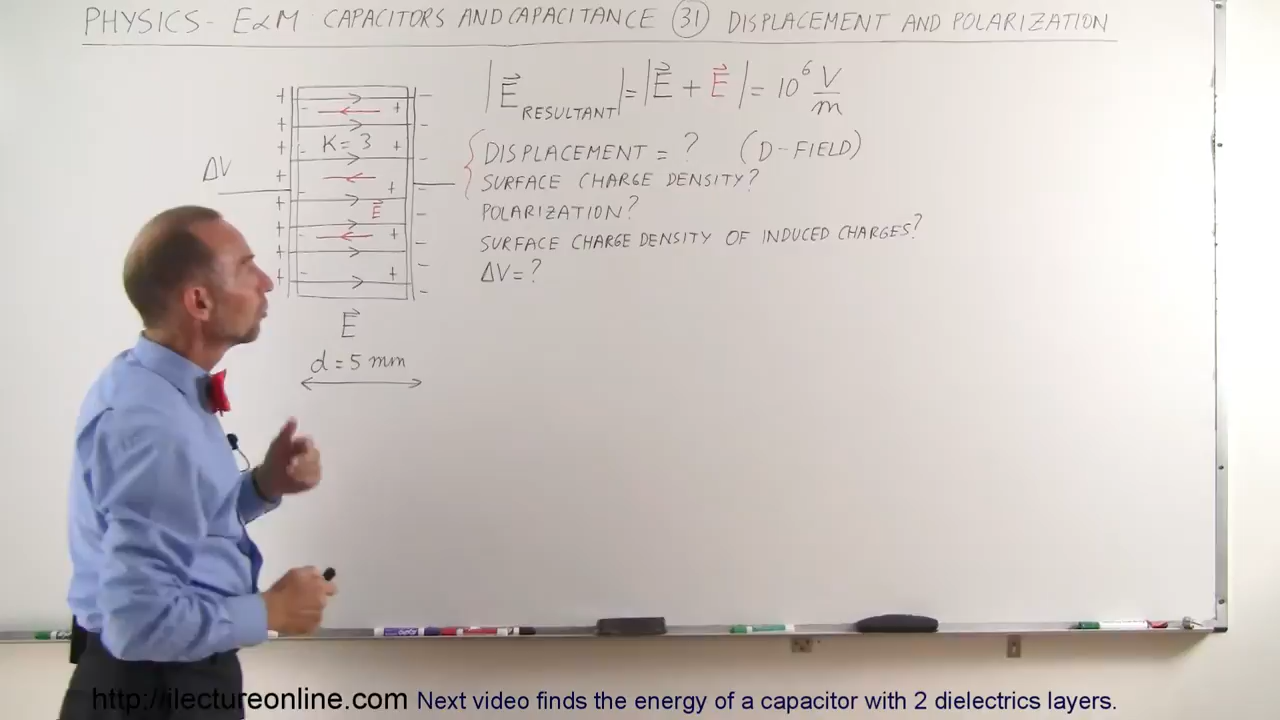 PHYSICS - E&M: CAPACITORS AND CAPACITANCE (31) DISPLACEMENT AND POLARIZATION
|E⃗ RESULTANT| = |E⃗ + E⃗| = 10⁶ V/m
K = 3
ΔV
E⃗
E⃗
d = 5 mm
DISPLACEMENT = ? (D-FIELD)
SURFACE CHARGE DENSITY?
POLARIZATION?
SURFACE CHARGE DENSITY OF INDUCED CHARGES?
ΔV = ?
http://ilectureonline.com Next video finds the energy of a capacitor with 2 dielectrics layers.